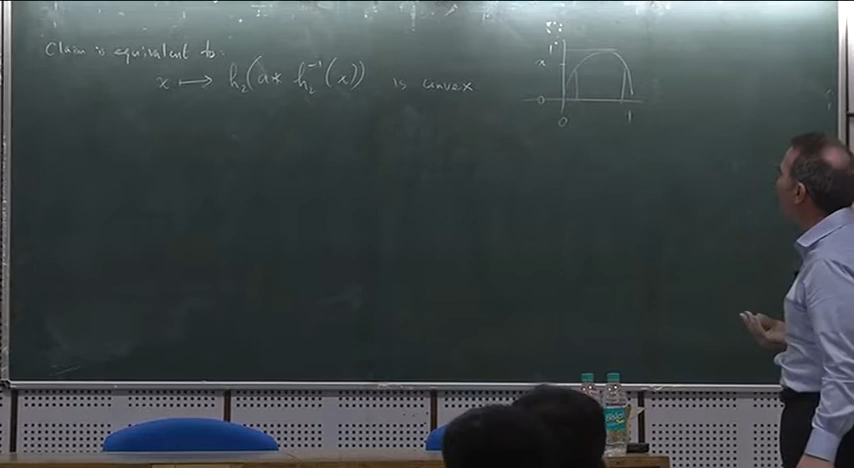 Claim is equivalent to:
x ⟼ h₂(a * h₂⁻¹(x)) is convex
1
x
0
0 1